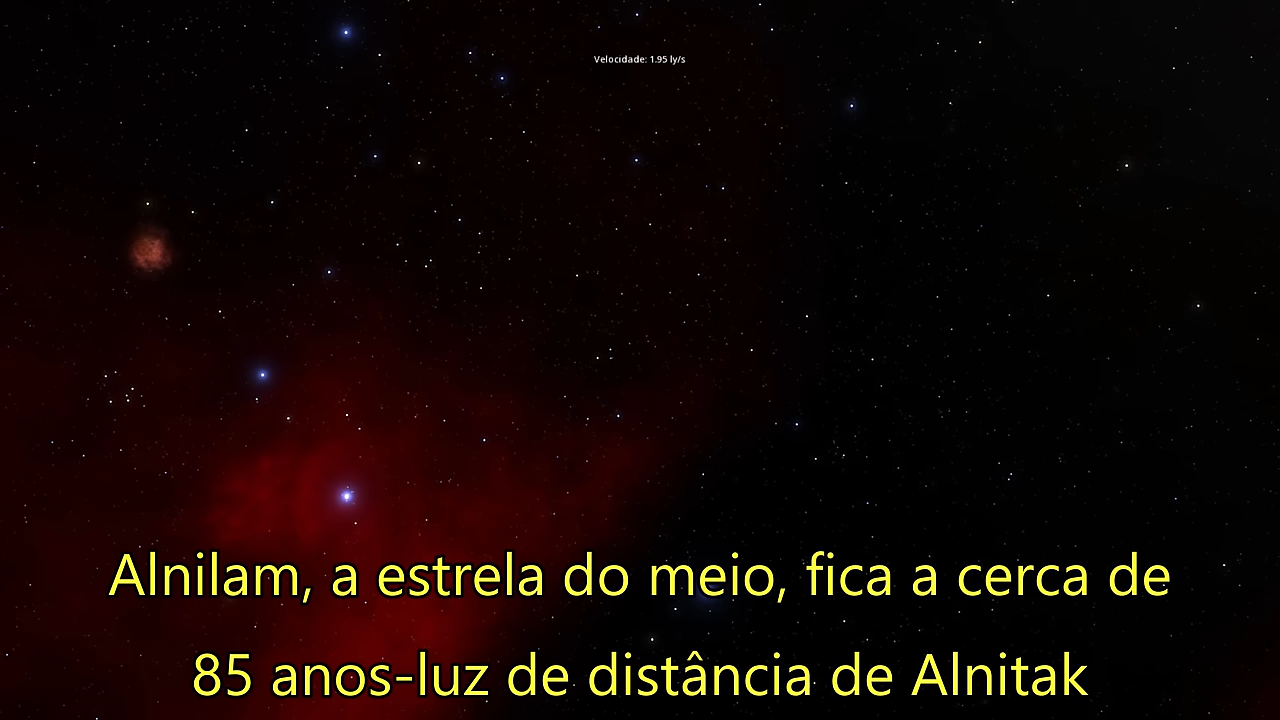 Velocidade: 1.95 ly/s
Alnilam, a estrela do meio, fica a cerca de
85 anos-luz de distância de Alnitak